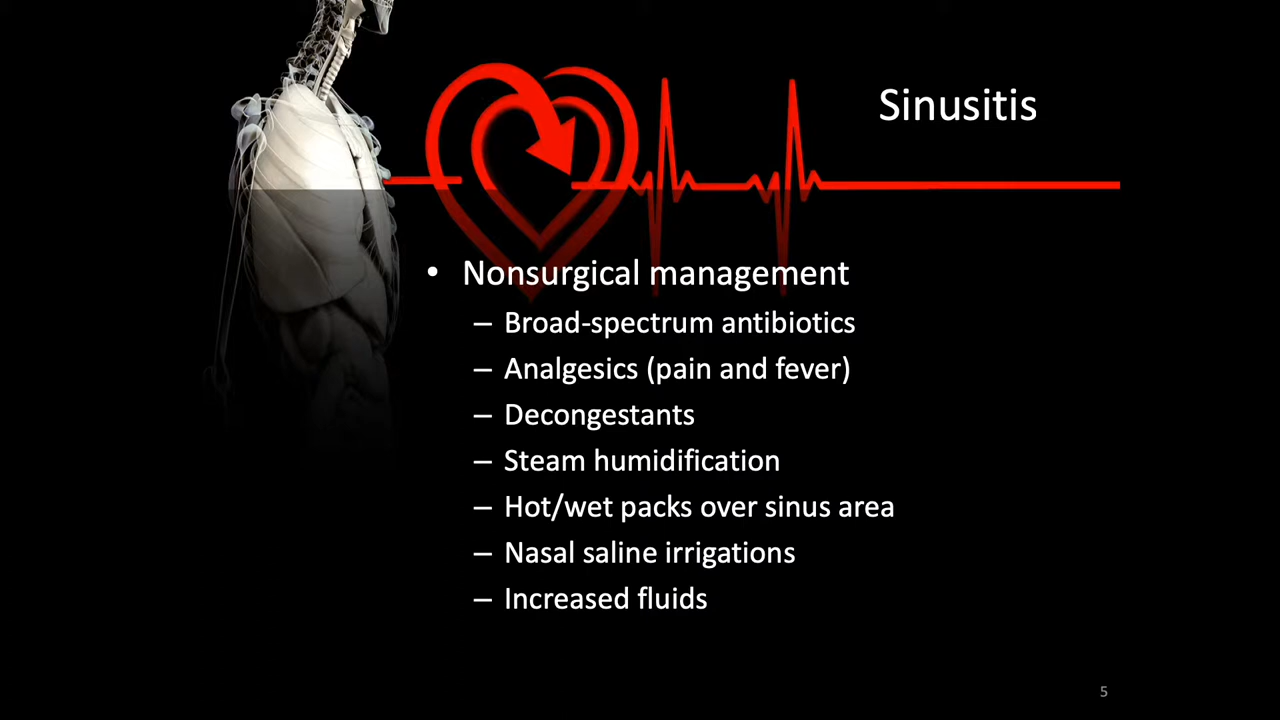 Sinusitis
• Nonsurgical management
– Broad-spectrum antibiotics
– Analgesics (pain and fever)
– Decongestants
– Steam humidification
– Hot/wet packs over sinus area
– Nasal saline irrigations
– Increased fluids
5